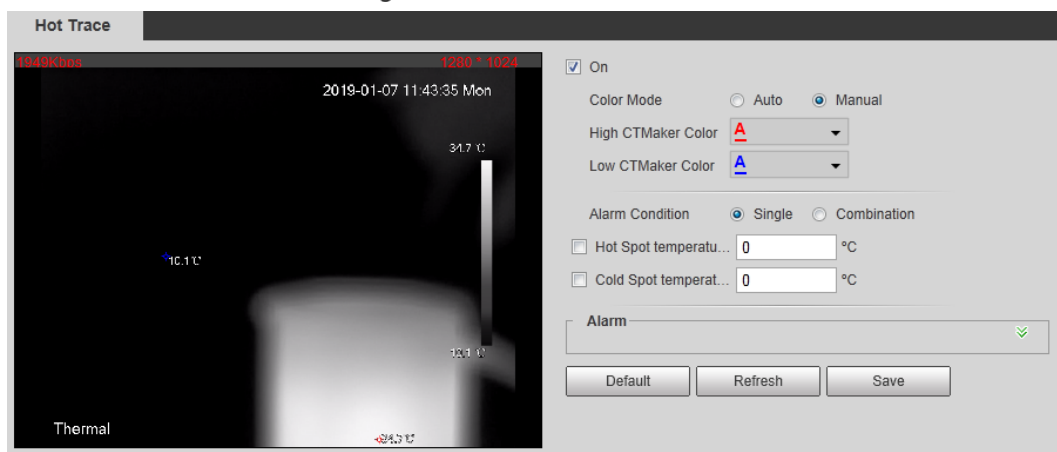 Hot Trace
1949Kbps
1280 * 1024
2019-01-07 11:43:35 Mon
34.7 ℃
10.1℃
Thermal
On
Color Mode Auto Manual
High CTMaker Color A
Low CTMaker Color A
Alarm Condition Single Combination
Hot Spot temperatu... 0 °C
Cold Spot temperat... 0 °C
Alarm
Default Refresh Save